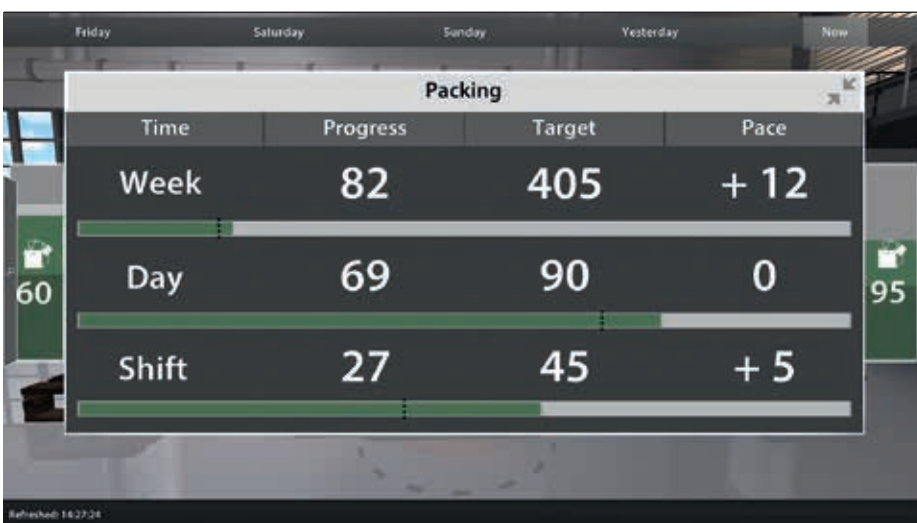 Friday Saturday Sunday Yesterday Now
Packing
Time Progress Target Pace
Week 82 405 + 12
Day 69 90 0
60 95
Shift 27 45 + 5
Refreshed: 14:27:24